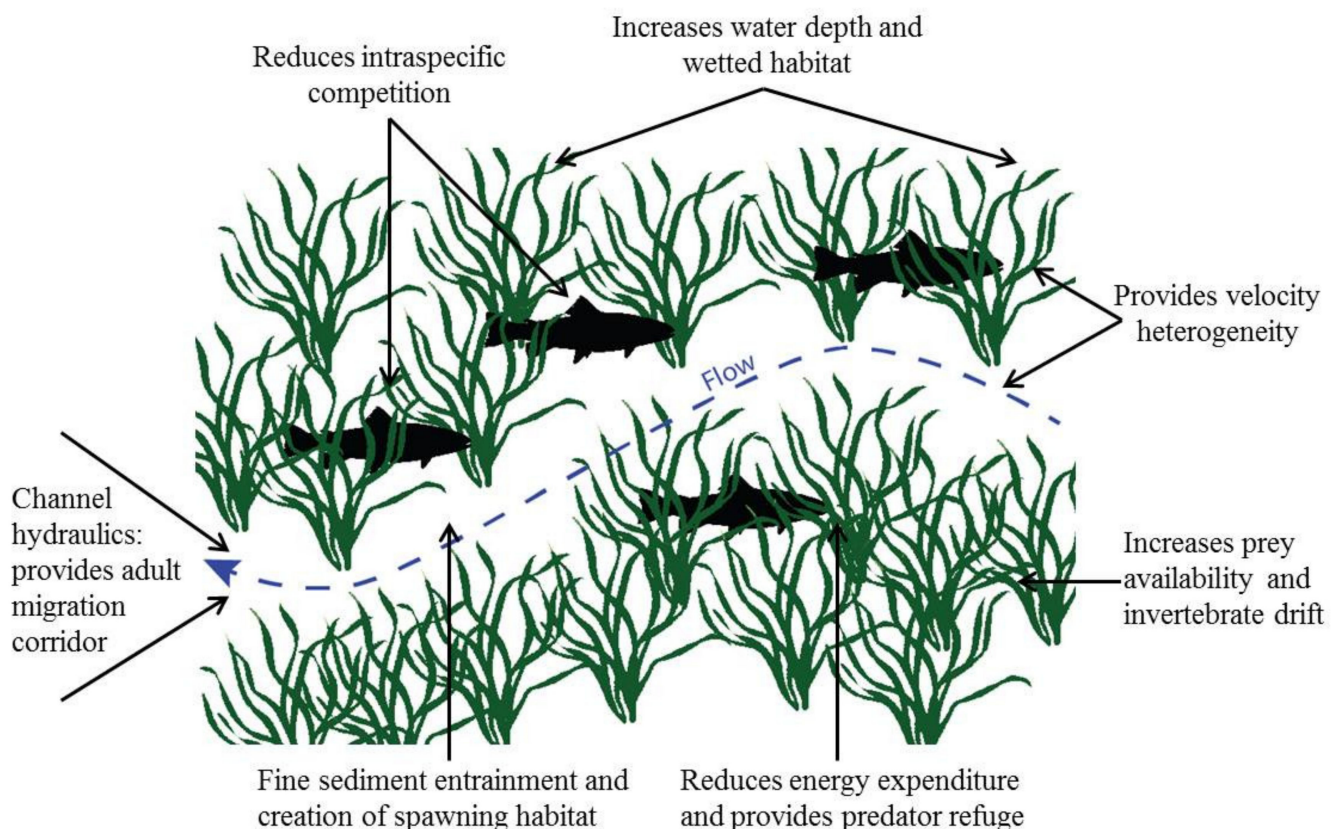 Increases water depth and
wetted habitat
Reduces intraspecific
competition
Provides velocity
heterogeneity
Flow
Channel
hydraulics:
provides adult
migration
corridor
Increases prey
availability and
invertebrate drift
Fine sediment entrainment and
creation of spawning habitat
Reduces energy expenditure
and provides predator refuge